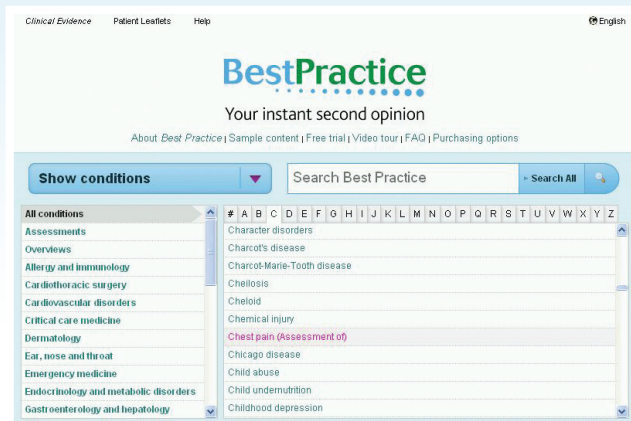 Clinical Evidence Patient Leaflets Help English
BestPractice
Your instant second opinion
About Best Practice | Sample content | Free trial | Video tour | FAQ | Purchasing options
Show conditions
Search Best Practice
Search All
All conditions
Assessments
Overviews
Allergy and immunology
Cardiothoracic surgery
Cardiovascular disorders
Critical care medicine
Dermatology
Ear, nose and throat
Emergency medicine
Endocrinology and metabolic disorders
Gastroenterology and hepatology
# A B C D E F G H I J K L M N O P Q R S T U V W X Y Z
Character disorders
Charcot's disease
Charcot-Marie-Tooth disease
Cheilosis
Cheloid
Chemical injury
Chest pain (Assessment of)
Chicago disease
Child abuse
Child undernutrition
Childhood depression